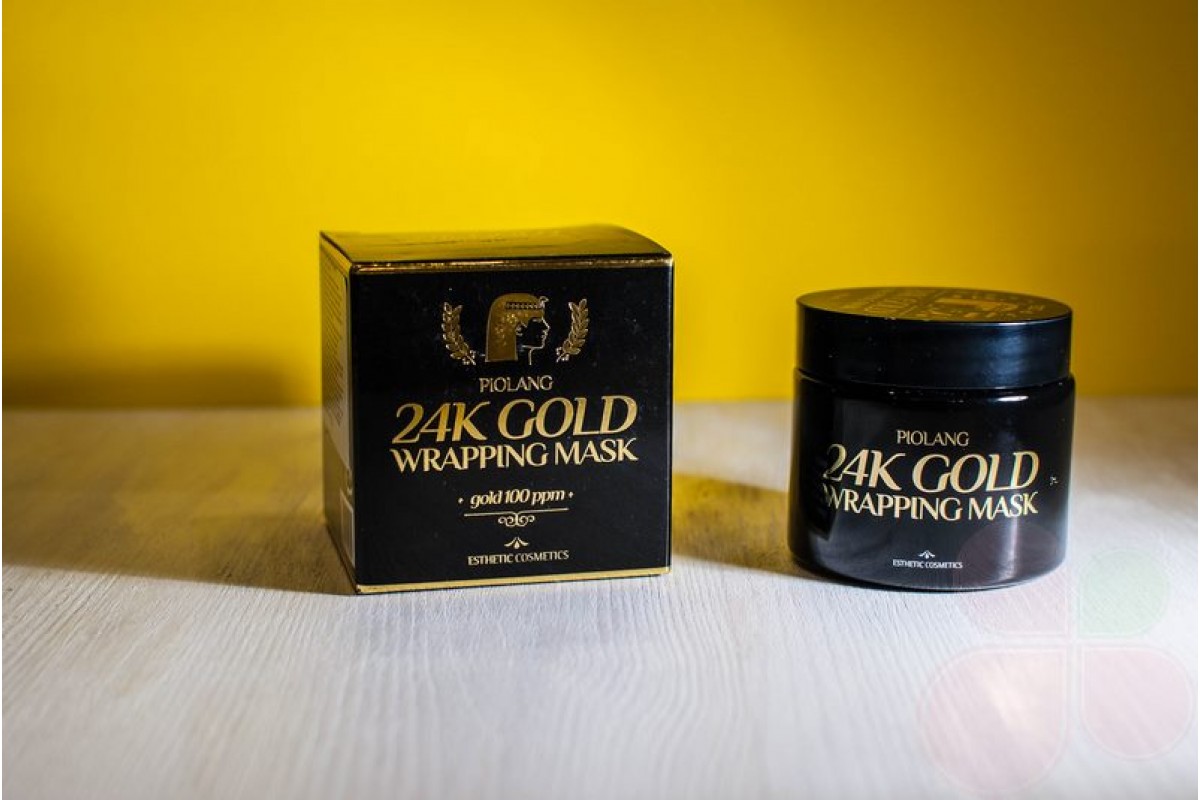 PIOLANG
24K GOLD
WRAPPING MASK
gold 100 ppm
ESTHETIC COSMETICS
PIOLANG
24K GOLD
WRAPPING MASK
ESTHETIC COSMETICS